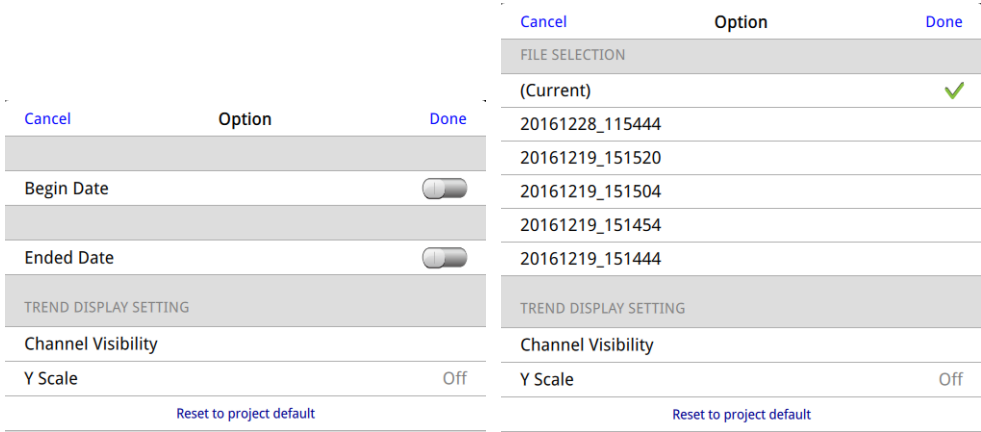 Cancel Option Done
Begin Date
Ended Date
TREND DISPLAY SETTING
Channel Visibility
Y Scale Off
Reset to project default
Cancel Option Done
FILE SELECTION
(Current)
20161228_115444
20161219_151520
20161219_151504
20161219_151454
20161219_151444
TREND DISPLAY SETTING
Channel Visibility
Y Scale Off
Reset to project default